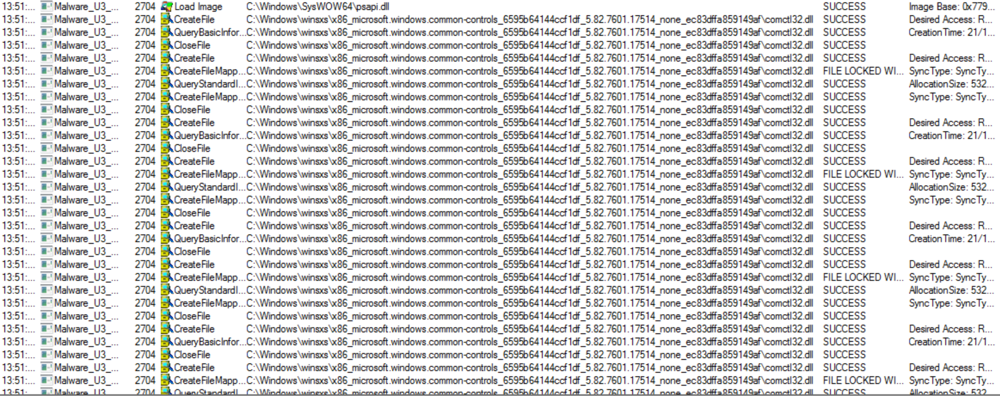 13:51:... Malware_U3_... 2704 Load Image C:\Windows\SysWOW64\psapi.dll SUCCESS Image Base: 0x779...
13:51:... Malware_U3_... 2704 CreateFile C:\Windows\winsxs\x86_microsoft.windows.common-controls_6595b64144ccf1df_5.82.7601.17514_none_ec83dffa859149af\comctl32.dll SUCCESS Desired Access: R...
13:51:... Malware_U3_... 2704 QueryBasicInfor... C:\Windows\winsxs\x86_microsoft.windows.common-controls_6595b64144ccf1df_5.82.7601.17514_none_ec83dffa859149af\comctl32.dll SUCCESS CreationTime: 21/1...
13:51:... Malware_U3_... 2704 CloseFile C:\Windows\winsxs\x86_microsoft.windows.common-controls_6595b64144ccf1df_5.82.7601.17514_none_ec83dffa859149af\comctl32.dll SUCCESS
13:51:... Malware_U3_... 2704 CreateFile C:\Windows\winsxs\x86_microsoft.windows.common-controls_6595b64144ccf1df_5.82.7601.17514_none_ec83dffa859149af\comctl32.dll SUCCESS Desired Access: R...
13:51:... Malware_U3_... 2704 CreateFileMapp... C:\Windows\winsxs\x86_microsoft.windows.common-controls_6595b64144ccf1df_5.82.7601.17514_none_ec83dffa859149af\comctl32.dll FILE LOCKED WI... SyncType: SyncTy...
13:51:... Malware_U3_... 2704 QueryStandardI... C:\Windows\winsxs\x86_microsoft.windows.common-controls_6595b64144ccf1df_5.82.7601.17514_none_ec83dffa859149af\comctl32.dll SUCCESS AllocationSize: 532...
13:51:... Malware_U3_... 2704 CreateFileMapp... C:\Windows\winsxs\x86_microsoft.windows.common-controls_6595b64144ccf1df_5.82.7601.17514_none_ec83dffa859149af\comctl32.dll SUCCESS SyncType: SyncTy...
13:51:... Malware_U3_... 2704 CloseFile C:\Windows\winsxs\x86_microsoft.windows.common-controls_6595b64144ccf1df_5.82.7601.17514_none_ec83dffa859149af\comctl32.dll SUCCESS
13:51:... Malware_U3_... 2704 CreateFile C:\Windows\winsxs\x86_microsoft.windows.common-controls_6595b64144ccf1df_5.82.7601.17514_none_ec83dffa859149af\comctl32.dll SUCCESS Desired Access: R...
13:51:... Malware_U3_... 2704 QueryBasicInfor... C:\Windows\winsxs\x86_microsoft.windows.common-controls_6595b64144ccf1df_5.82.7601.17514_none_ec83dffa859149af\comctl32.dll SUCCESS CreationTime: 21/1...
13:51:... Malware_U3_... 2704 CloseFile C:\Windows\winsxs\x86_microsoft.windows.common-controls_6595b64144ccf1df_5.82.7601.17514_none_ec83dffa859149af\comctl32.dll SUCCESS
13:51:... Malware_U3_... 2704 CreateFile C:\Windows\winsxs\x86_microsoft.windows.common-controls_6595b64144ccf1df_5.82.7601.17514_none_ec83dffa859149af\comctl32.dll SUCCESS Desired Access: R...
13:51:... Malware_U3_... 2704 CreateFileMapp... C:\Windows\winsxs\x86_microsoft.windows.common-controls_6595b64144ccf1df_5.82.7601.17514_none_ec83dffa859149af\comctl32.dll FILE LOCKED WI... SyncType: SyncTy...
13:51:... Malware_U3_... 2704 QueryStandardI... C:\Windows\winsxs\x86_microsoft.windows.common-controls_6595b64144ccf1df_5.82.7601.17514_none_ec83dffa859149af\comctl32.dll SUCCESS AllocationSize: 532...
13:51:... Malware_U3_... 2704 CreateFileMapp... C:\Windows\winsxs\x86_microsoft.windows.common-controls_6595b64144ccf1df_5.82.7601.17514_none_ec83dffa859149af\comctl32.dll SUCCESS SyncType: SyncTy...
13:51:... Malware_U3_... 2704 CloseFile C:\Windows\winsxs\x86_microsoft.windows.common-controls_6595b64144ccf1df_5.82.7601.17514_none_ec83dffa859149af\comctl32.dll SUCCESS
13:51:... Malware_U3_... 2704 CreateFile C:\Windows\winsxs\x86_microsoft.windows.common-controls_6595b64144ccf1df_5.82.7601.17514_none_ec83dffa859149af\comctl32.dll SUCCESS Desired Access: R...
13:51:... Malware_U3_... 2704 QueryBasicInfor... C:\Windows\winsxs\x86_microsoft.windows.common-controls_6595b64144ccf1df_5.82.7601.17514_none_ec83dffa859149af\comctl32.dll SUCCESS CreationTime: 21/1...
13:51:... Malware_U3_... 2704 CloseFile C:\Windows\winsxs\x86_microsoft.windows.common-controls_6595b64144ccf1df_5.82.7601.17514_none_ec83dffa859149af\comctl32.dll SUCCESS
13:51:... Malware_U3_... 2704 CreateFile C:\Windows\winsxs\x86_microsoft.windows.common-controls_6595b64144ccf1df_5.82.7601.17514_none_ec83dffa859149af\comctl32.dll SUCCESS Desired Access: R...
13:51:... Malware_U3_... 2704 CreateFileMapp... C:\Windows\winsxs\x86_microsoft.windows.common-controls_6595b64144ccf1df_5.82.7601.17514_none_ec83dffa859149af\comctl32.dll FILE LOCKED WI... SyncType: SyncTy...
13:51:... Malware_U3_... 2704 QueryStandardI... C:\Windows\winsxs\x86_microsoft.windows.common-controls_6595b64144ccf1df_5.82.7601.17514_none_ec83dffa859149af\comctl32.dll SUCCESS AllocationSize: 532...
13:51:... Malware_U3_... 2704 CreateFileMapp... C:\Windows\winsxs\x86_microsoft.windows.common-controls_6595b64144ccf1df_5.82.7601.17514_none_ec83dffa859149af\comctl32.dll SUCCESS SyncType: SyncTy...
13:51:... Malware_U3_... 2704 CloseFile C:\Windows\winsxs\x86_microsoft.windows.common-controls_6595b64144ccf1df_5.82.7601.17514_none_ec83dffa859149af\comctl32.dll SUCCESS
13:51:... Malware_U3_... 2704 CreateFile C:\Windows\winsxs\x86_microsoft.windows.common-controls_6595b64144ccf1df_5.82.7601.17514_none_ec83dffa859149af\comctl32.dll SUCCESS Desired Access: R...
13:51:... Malware_U3_... 2704 QueryBasicInfor... C:\Windows\winsxs\x86_microsoft.windows.common-controls_6595b64144ccf1df_5.82.7601.17514_none_ec83dffa859149af\comctl32.dll SUCCESS CreationTime: 21/1...
13:51:... Malware_U3_... 2704 CloseFile C:\Windows\winsxs\x86_microsoft.windows.common-controls_6595b64144ccf1df_5.82.7601.17514_none_ec83dffa859149af\comctl32.dll SUCCESS
13:51:... Malware_U3_... 2704 CreateFile C:\Windows\winsxs\x86_microsoft.windows.common-controls_6595b64144ccf1df_5.82.7601.17514_none_ec83dffa859149af\comctl32.dll SUCCESS Desired Access: R...
13:51:... Malware_U3_... 2704 CreateFileMapp... C:\Windows\winsxs\x86_microsoft.windows.common-controls_6595b64144ccf1df_5.82.7601.17514_none_ec83dffa859149af\comctl32.dll FILE LOCKED WI... SyncType: SyncTy...
13:51:... Malware_U3_... 2704 QueryStandardI... C:\Windows\winsxs\x86_microsoft.windows.common-controls_6595b64144ccf1df_5.82.7601.17514_none_ec83dffa859149af\comctl32.dll SUCCESS AllocationSize: 532...